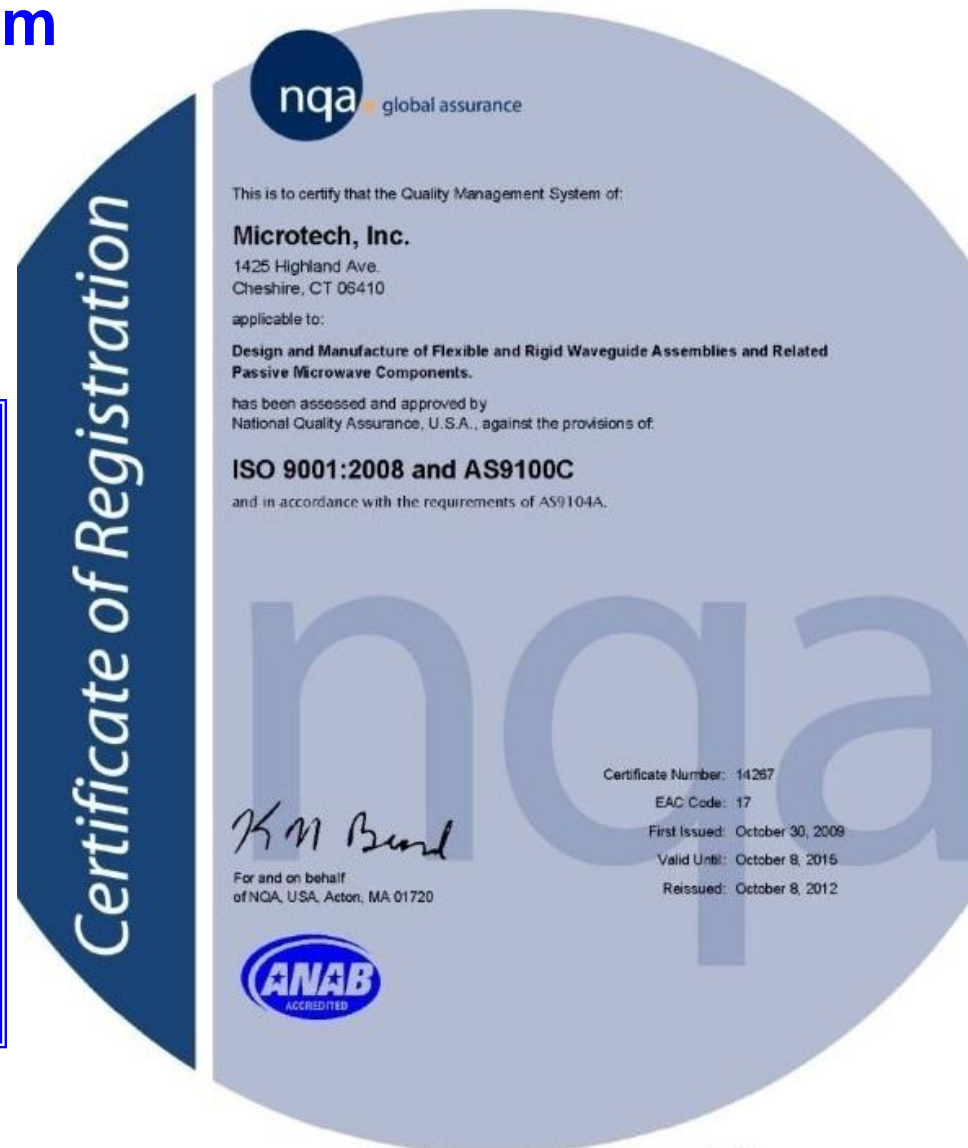 m
nqa. global assurance
Certificate of Registration
This is to certify that the Quality Management System of:
Microtech, Inc.
1425 Highland Ave.
Cheshire, CT 06410
applicable to:
Design and Manufacture of Flexible and Rigid Waveguide Assemblies and Related
Passive Microwave Components.
has been assessed and approved by
National Quality Assurance, U.S.A., against the provisions of:
ISO 9001:2008 and AS9100C
and in accordance with the requirements of AS9104A.
nqa
Certificate Number: 14267
EAC Code: 17
First Issued: October 30, 2009
Valid Until: October 8, 2015
Reissued: October 8, 2012
For and on behalf
of NQA, USA, Acton, MA 01720
ANAB
ACCREDITED